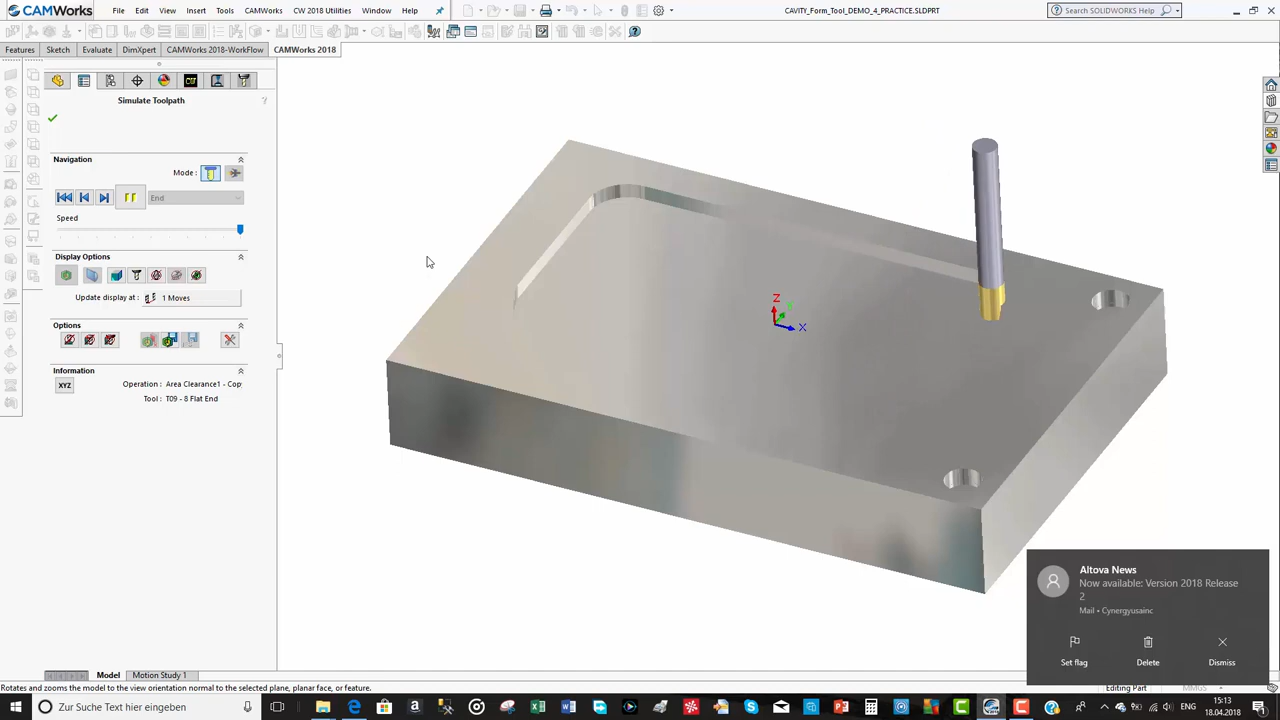 CAMWorks
File Edit View Insert Tools CAMWorks CW 2018 Utilities Window Help
CAVITY_Form_Tool_DEMO_4_PRACTICE.SLDPRT
Search SOLIDWORKS Help
Features Sketch Evaluate DimXpert CAMWorks 2018-WorkFlow CAMWorks 2018
Simulate Toolpath
?
Navigation
Mode :
End
Speed
Display Options
Update display at : 1 Moves
Options
Information
XYZ
Operation: Area Clearance1 - Copy
Tool : T09 - 8 Flat End
Z
X
Altova News
Now available: Version 2018 Release
2
Mail • Cynergyusainc
Set flag Delete Dismiss
Model Motion Study 1
Rotates and zooms the model to the view orientation normal to the selected plane, planar face, or feature.
Editing Part MMGS
Zur Suche Text hier eingeben
ENG
15:13
18.04.2018